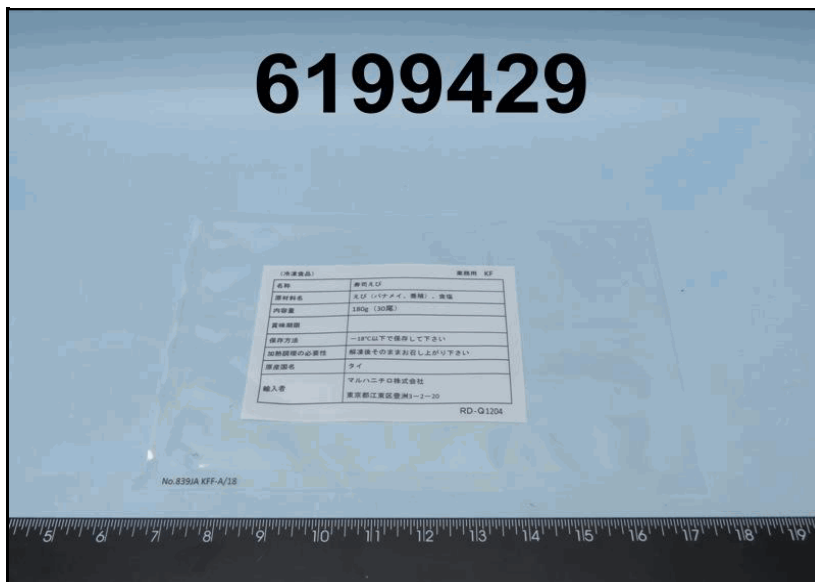 6199429
(冷凍食品) 業務用 KF
名称 寿司えび
原材料名 えび(バナメイ、養殖)、食塩
内容量 180g(30尾)
賞味期限
保存方法 −18℃以下で保存して下さい
加熱調理の必要性 解凍後そのままお召し上がり下さい
原産国名 タイ
輸入者 マルハニチロ株式会社
東京都江東区豊洲3−2−20
RD-Q1204
No.839JA KFF-A/18
5 6 7 8 9 10 11 12 13 14 15 16 17 18 19